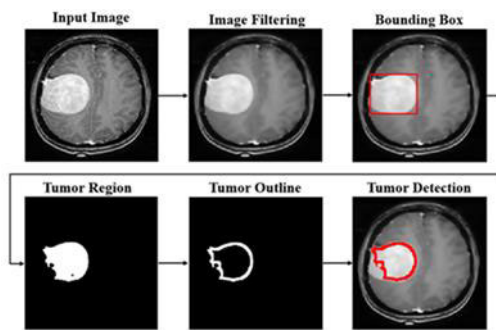 Input Image
Image Filtering
Bounding Box
Tumor Region
Tumor Outline
Tumor Detection